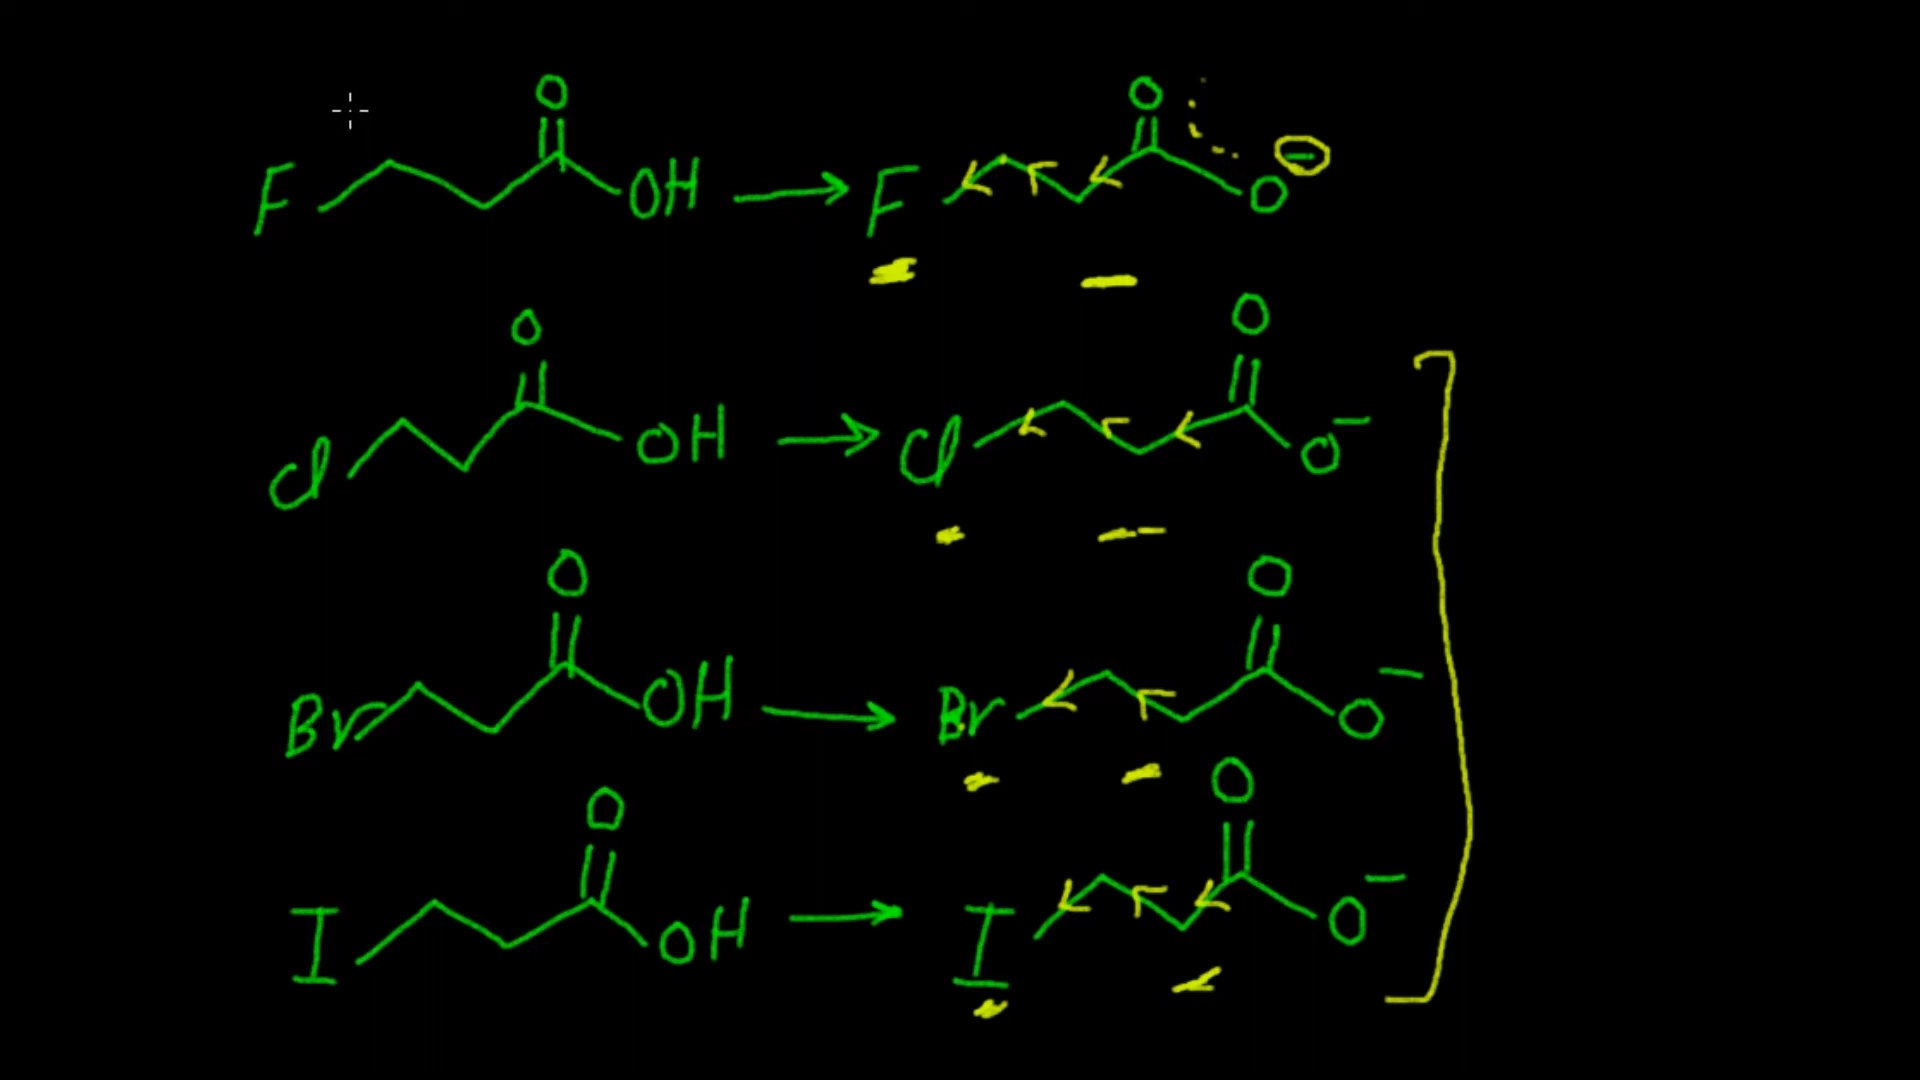 O O
F OH F O ⊖
O O
Cl OH Cl O −
O O
Br OH Br O −
O O
I OH I O −